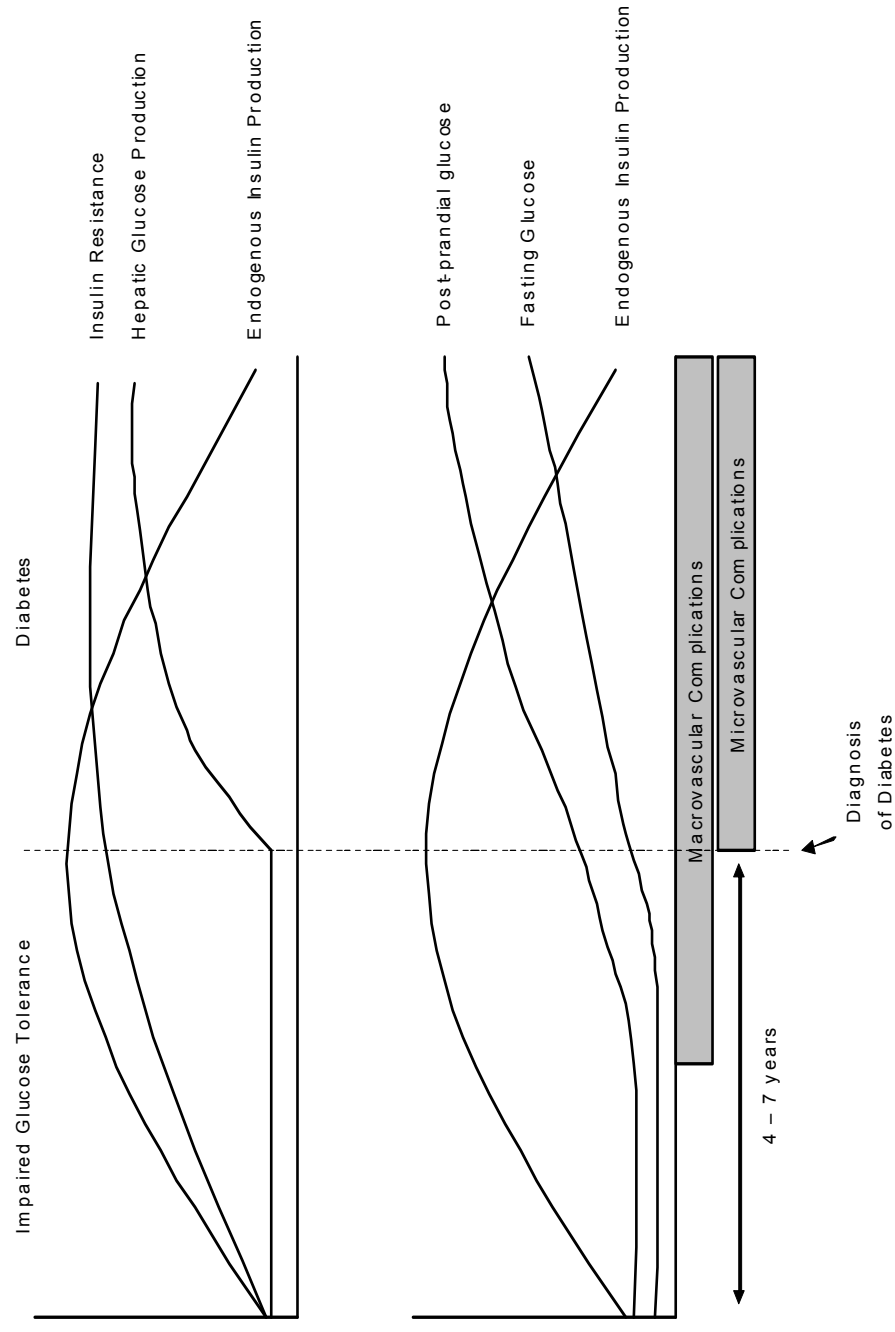 Impaired Glucose Tolerance
Diabetes
Insulin Resistance
Hepatic Glucose Production
Endogenous Insulin Production
Post-prandial glucose
Fasting Glucose
Endogenous Insulin Production
Macrovascular Complications
Microvascular Complications
4 – 7 years
Diagnosis
of Diabetes